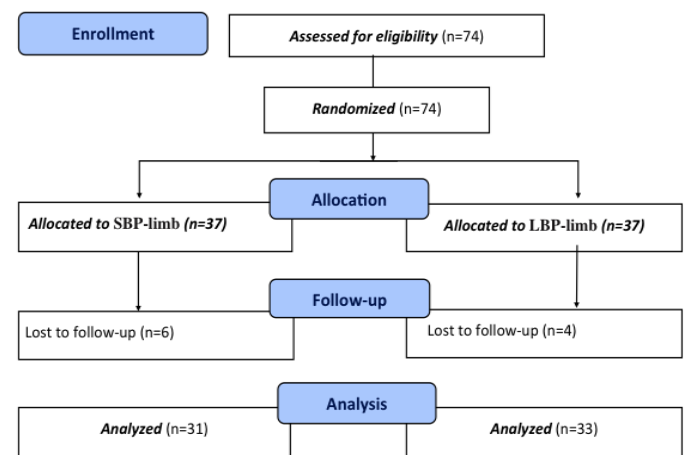 Enrollment
Assessed for eligibility (n=74)
Randomized (n=74)
Allocation
Allocated to SBP-limb (n=37)
Allocated to LBP-limb (n=37)
Follow-up
Lost to follow-up (n=6)
Lost to follow-up (n=4)
Analysis
Analyzed (n=31)
Analyzed (n=33)